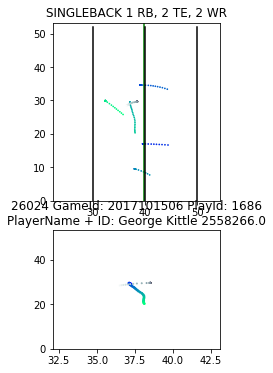 SINGLEBACK 1 RB, 2 TE, 2 WR
50
40
30
20
10
0
30 40 50
26024 GameId: 2017101506 PlayId: 1686
PlayerName + ID: George Kittle 2558266.0
40
20
0
32.5 35.0 37.5 40.0 42.5